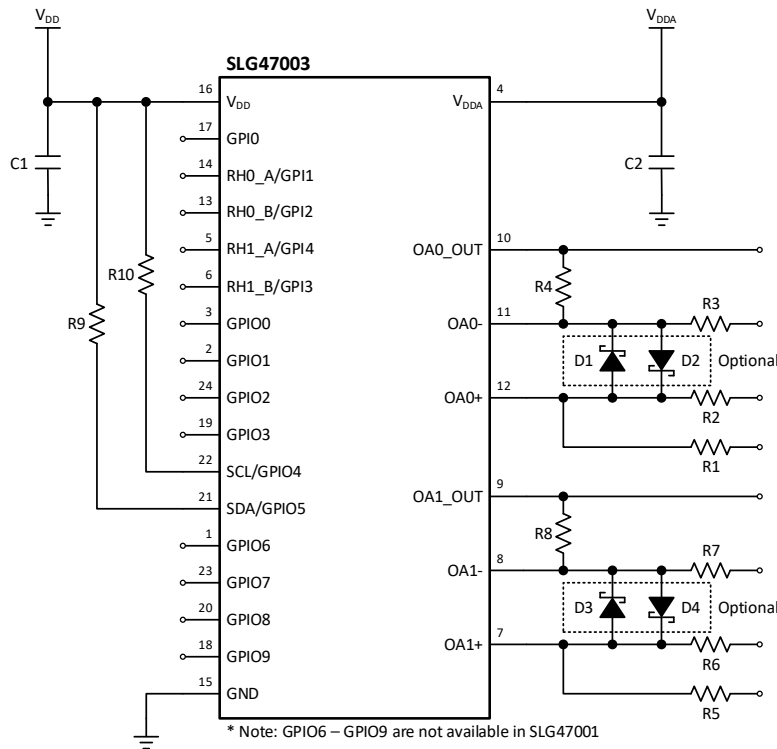 VDD
VDDA
SLG47003
16
VDD
4
VDDA
17
GPI0
C1
C2
14
RH0_A/GPI1
13
RH0_B/GPI2
5
RH1_A/GPI4
10
OA0_OUT
R10
6
RH1_B/GPI3
R4
R9
3
GPIO0
11
OA0-
R3
2
GPIO1
D1
D2
Optional
24
GPIO2
12
OA0+
R2
19
GPIO3
R1
22
SCL/GPIO4
9
OA1_OUT
21
SDA/GPIO5
R8
1
GPIO6
8
OA1-
R7
23
GPIO7
D3
D4
Optional
20
GPIO8
7
OA1+
R6
18
GPIO9
15
GND
R5
* Note: GPIO6 – GPIO9 are not available in SLG47001